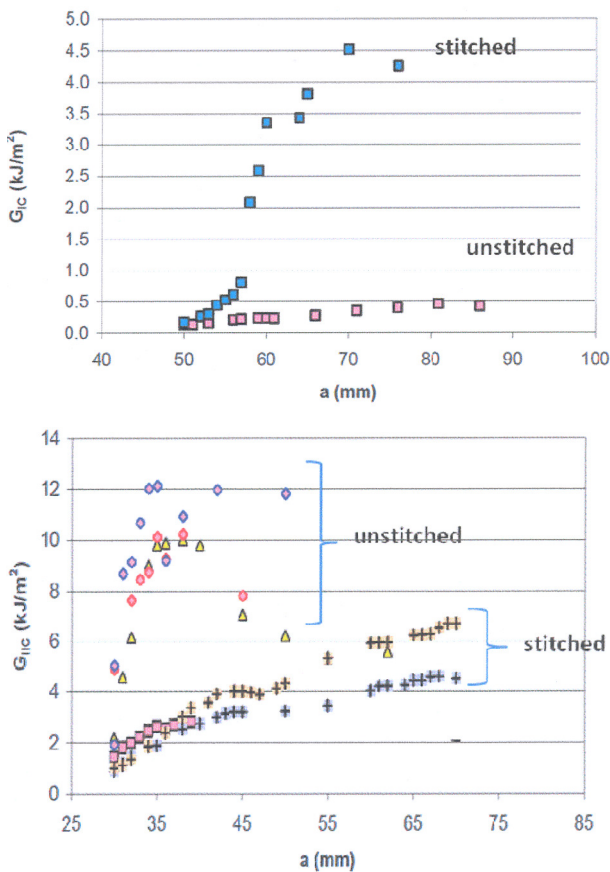 5.0
4.5
4.0
3.5
3.0
2.5
2.0
1.5
1.0
0.5
0.0
G_IC (kJ/m²)
stitched
unstitched
40 50 60 70 80 90 100
a (mm)
14
12
10
8
6
4
2
0
G_IIC (kJ/m²)
unstitched
stitched
25 35 45 55 65 75 85
a (mm)